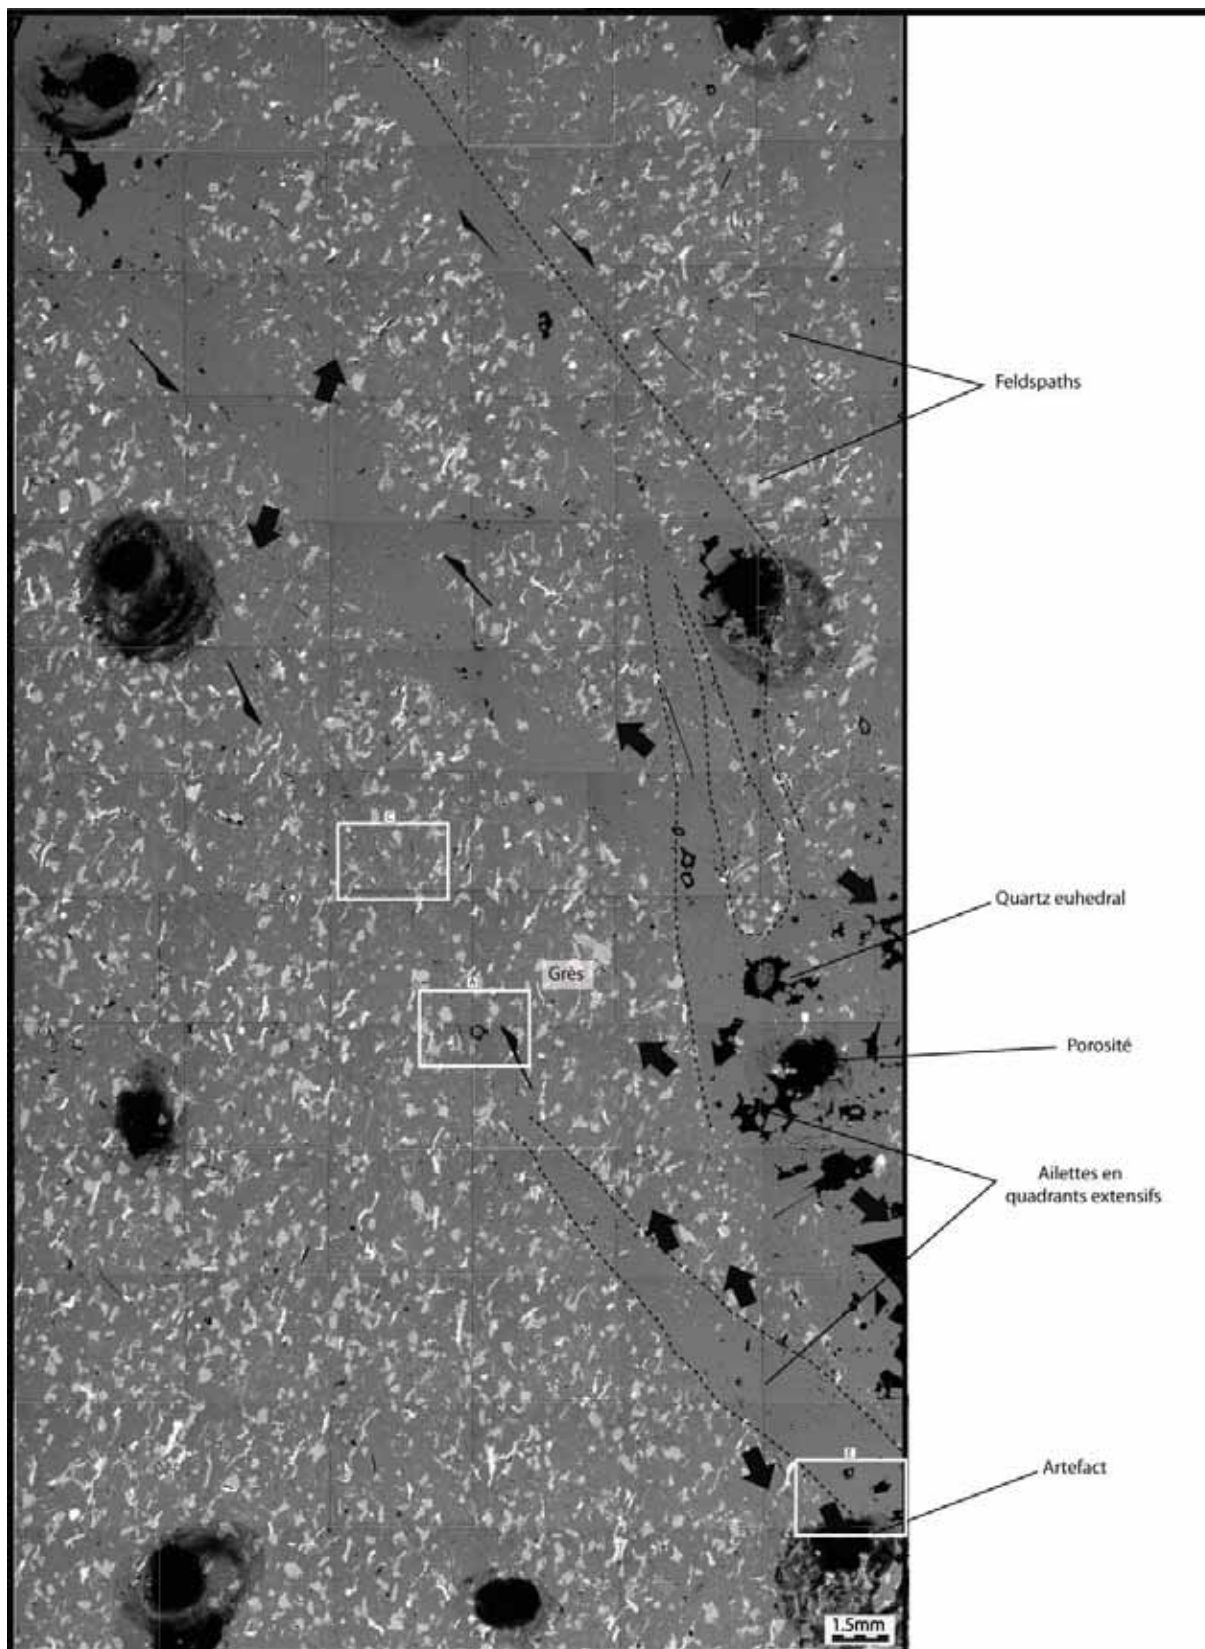 Feldspaths
C
Quartz euhedral
Grès
Porosité
Ailettes en
quadrants extensifs
Artefact
1.5mm